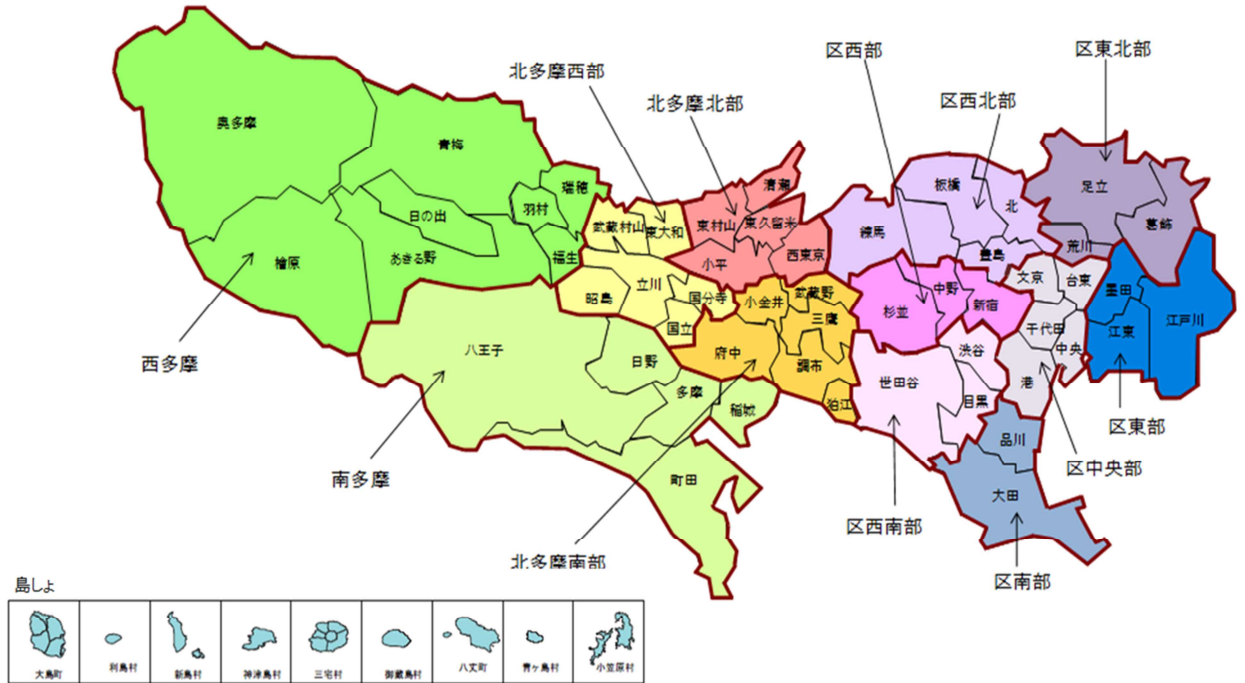 区西部
区東北部
北多摩西部
区西北部
北多摩北部
奥多摩
青梅
瑞穂
羽村
日の出
あきる野
檜原
福生
西多摩
武蔵村山
東大和
昭島
立川
国分寺
国立
清瀬
東村山
東久留米
小平
西東京
小金井
武蔵野
三鷹
府中
調布
狛江
八王子
日野
多摩
稲城
町田
南多摩
北多摩南部
板橋
北
練馬
豊島
中野
杉並
新宿
渋谷
世田谷
目黒
区西南部
足立
葛飾
荒川
文京
台東
千代田
中央
港
墨田
江東
江戸川
区東部
区中央部
品川
大田
区南部
島しょ
大島町
利島村
新島村
神津島村
三宅村
御蔵島村
八丈町
青ヶ島村
小笠原村